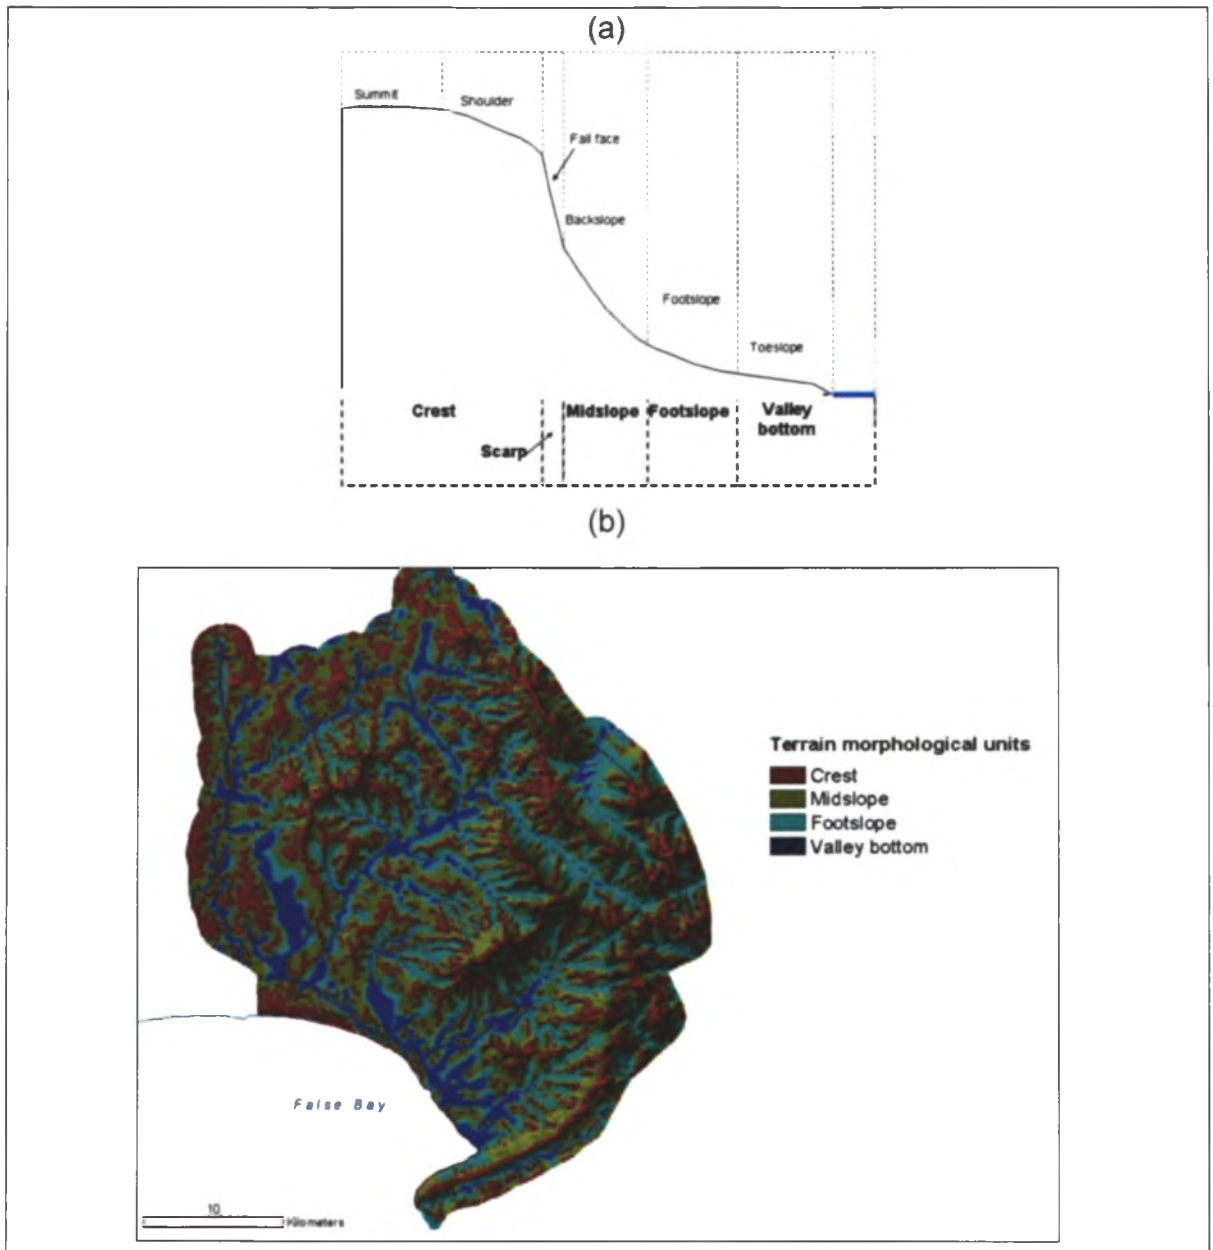 (a)
Summit
Shoulder
Fall face
Backslope
Footslope
Toeslope
Crest
Midslope
Footslope
Valley
bottom
Scarp
(b)
Terrain morphological units
Crest
Midslope
Footslope
Valley bottom
False Bay
10
Kilometers